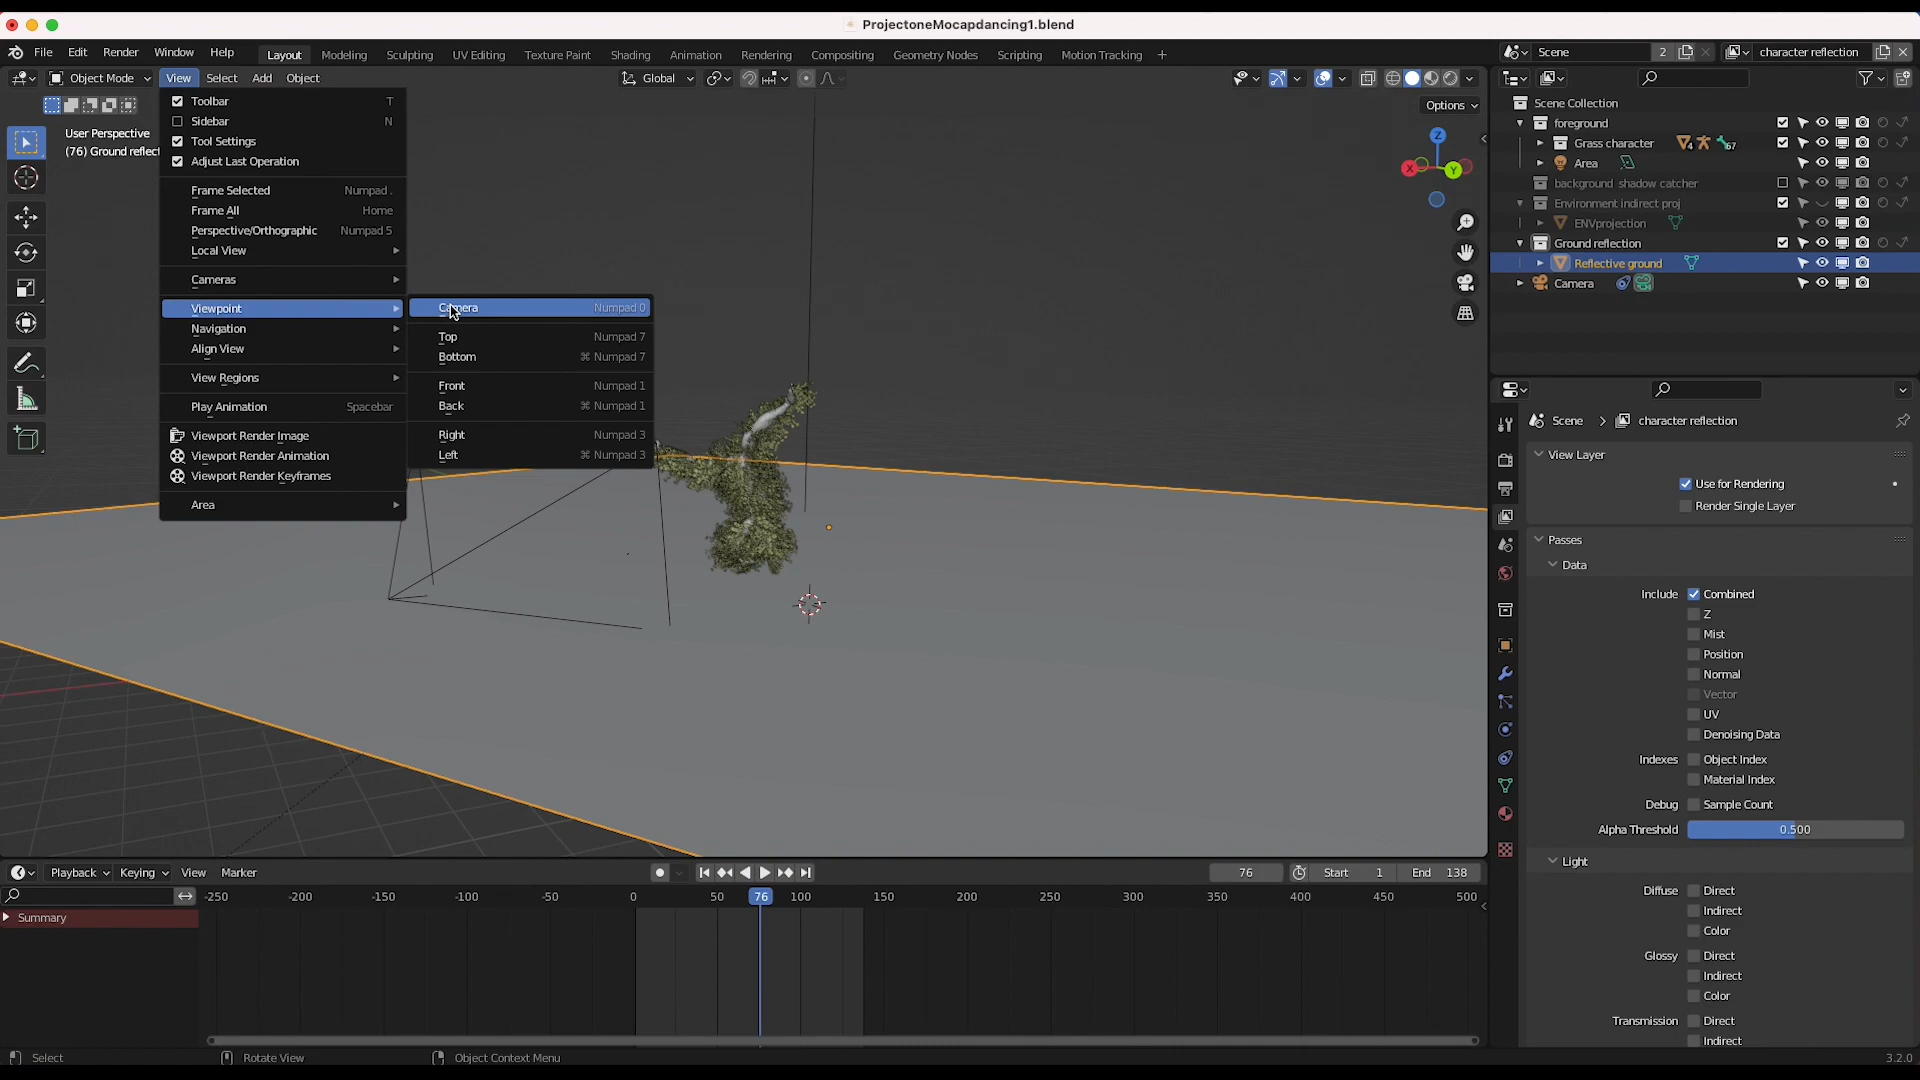 ProjectoneMocapdancing1.blend
File Edit Render Window Help Layout Modeling Sculpting UV Editing Texture Paint Shading Animation Rendering Compositing Geometry Nodes Scripting Motion Tracking + Scene 2 character reflection
Object Mode View Select Add Object Global
Options
User Perspective
(76) Ground reflect
Toolbar T
Sidebar N
Tool Settings
Adjust Last Operation
Frame Selected Numpad .
Frame All Home
Perspective/Orthographic Numpad 5
Local View
Cameras
Viewpoint
Navigation
Align View
View Regions
Play Animation Spacebar
Viewport Render Image
Viewport Render Animation
Viewport Render Keyframes
Area
Camera Numpad 0
Top Numpad 7
Bottom ⌘ Numpad 7
Front Numpad 1
Back ⌘ Numpad 1
Right Numpad 3
Left ⌘ Numpad 3
Z
X
Y
Scene Collection
foreground
Grass character 4 67
Area
background shadow catcher
Environment indirect proj
ENVprojection
Ground reflection
Reflective ground
Camera
Scene > character reflection
View Layer
Use for Rendering
Render Single Layer
Passes
Data
Include Combined
Z
Mist
Position
Normal
Vector
UV
Denoising Data
Indexes Object Index
Material Index
Debug Sample Count
Alpha Threshold 0.500
Light
Diffuse Direct
Indirect
Color
Glossy Direct
Indirect
Color
Transmission Direct
Indirect
Playback Keying View Marker 76 Start 1 End 138
-250 -200 -150 -100 -50 0 50 76 100 150 200 250 300 350 400 450 500
Summary
Select Rotate View Object Context Menu 3.2.0